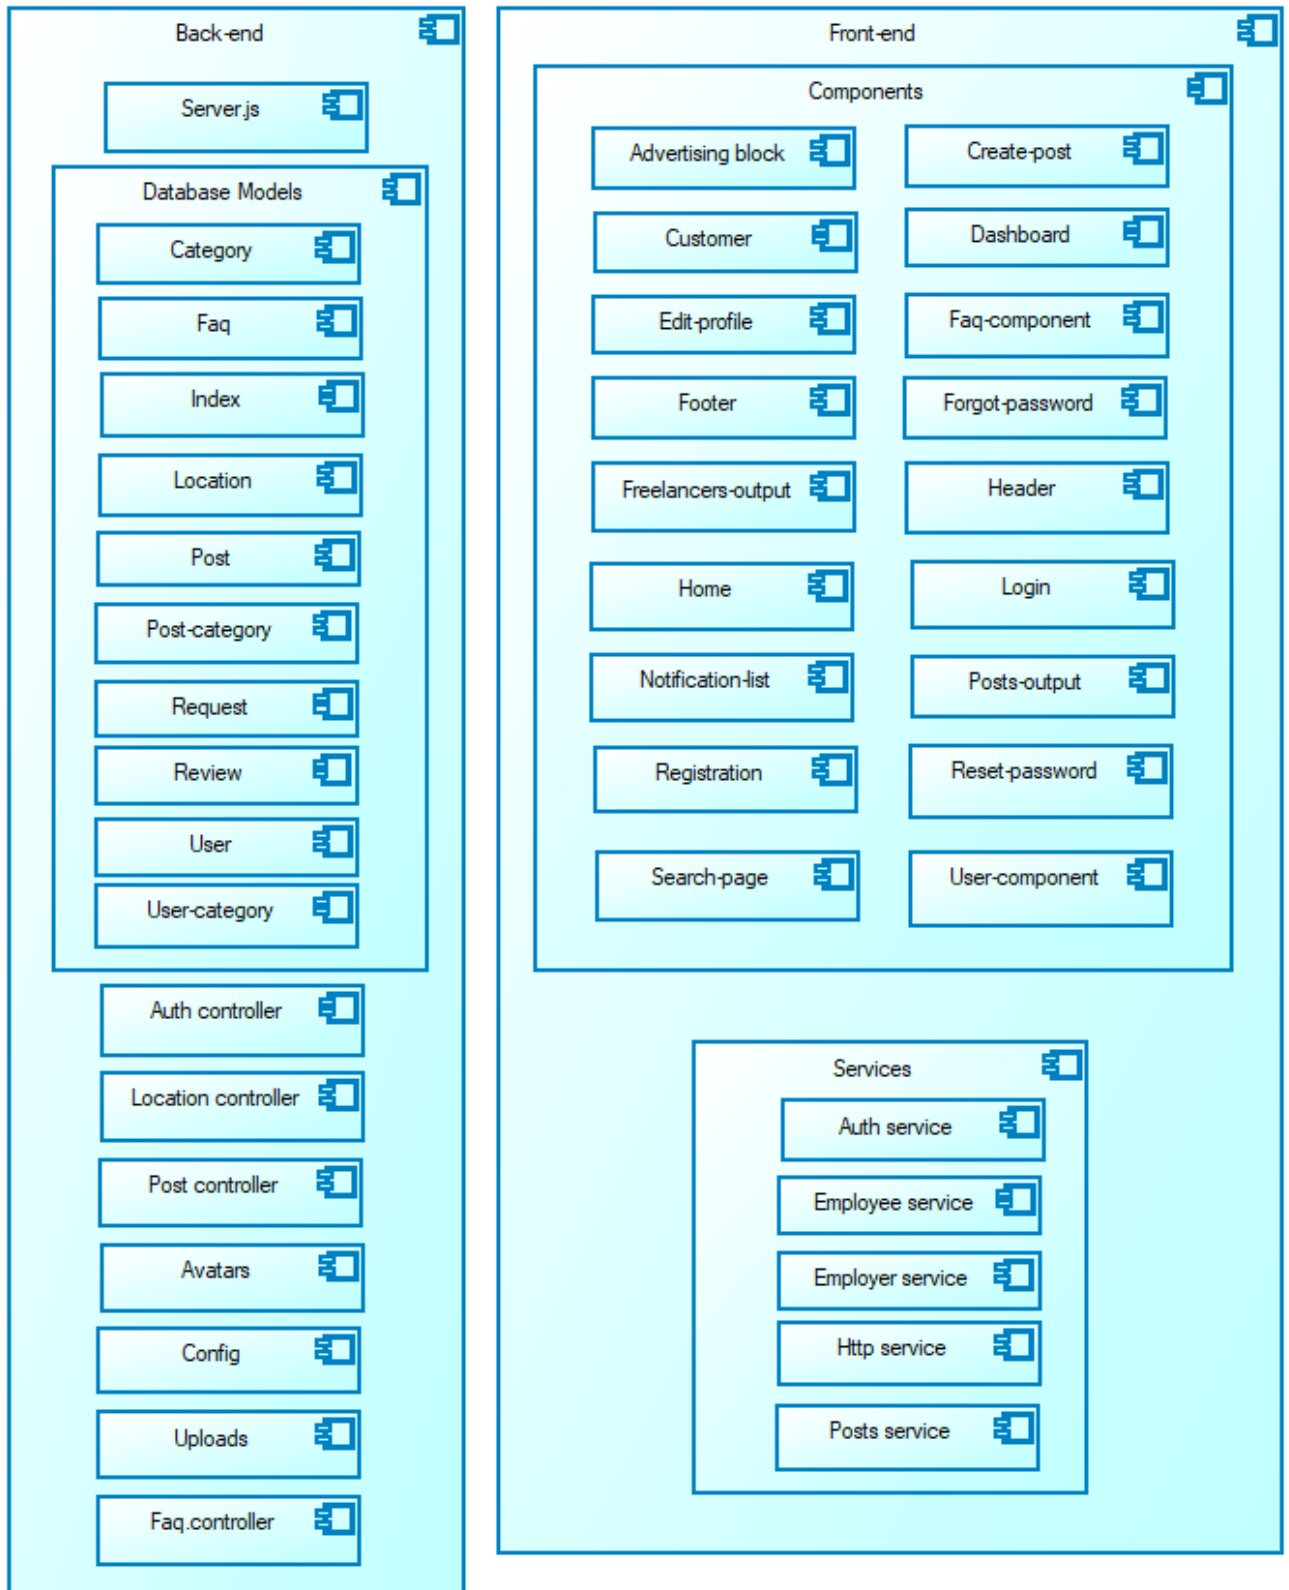 Back-end
Server.js
Database Models
Category
Faq
Index
Location
Post
Post-category
Request
Review
User
User-category
Auth controller
Location controller
Post controller
Avatars
Config
Uploads
Faq.controller
Front-end
Components
Advertising block
Create-post
Customer
Dashboard
Edit-profile
Faq-component
Footer
Forgot-password
Freelancers-output
Header
Home
Login
Notification-list
Posts-output
Registration
Reset-password
Search-page
User-component
Services
Auth service
Employee service
Employer service
Http service
Posts service